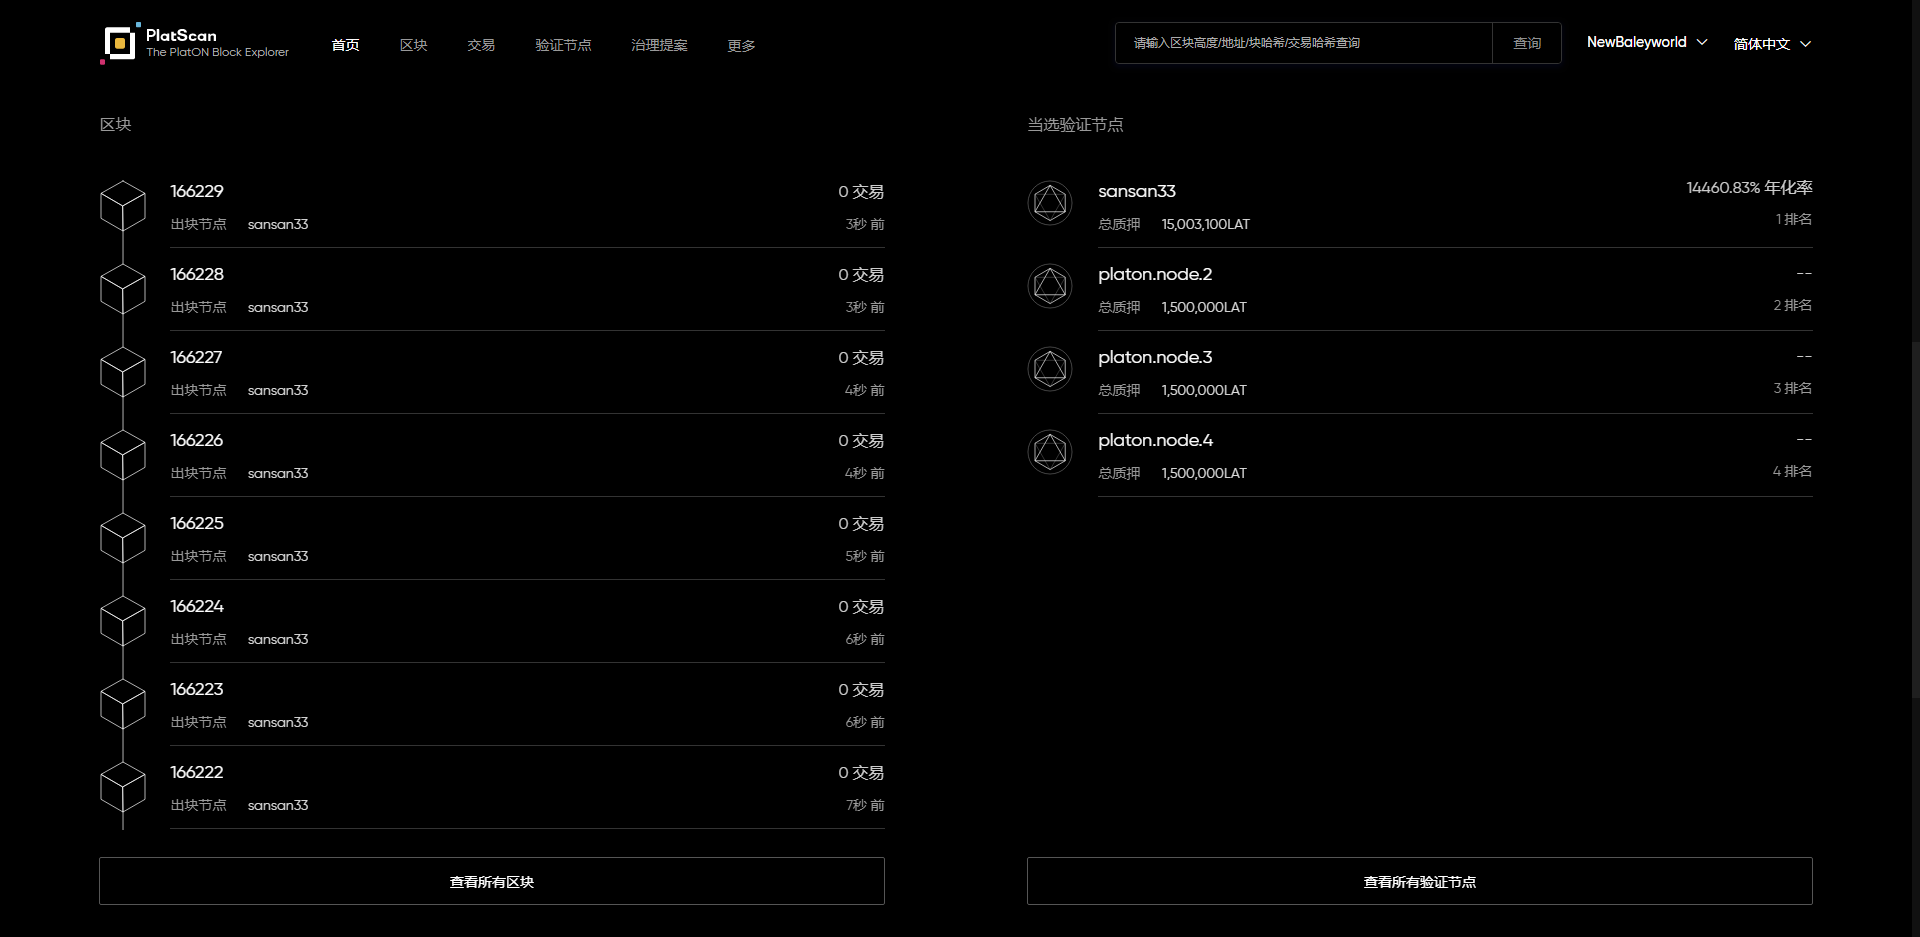 PlatScan
The PlatON Block Explorer
首页
区块
交易
验证节点
治理提案
更多
请输入区块高度/地址/块哈希/交易哈希查询
查询
NewBaleyworld
简体中文
区块
166229
0 交易
出块节点 sansan33
3秒 前
166228
0 交易
出块节点 sansan33
3秒 前
166227
0 交易
出块节点 sansan33
4秒 前
166226
0 交易
出块节点 sansan33
4秒 前
166225
0 交易
出块节点 sansan33
5秒 前
166224
0 交易
出块节点 sansan33
6秒 前
166223
0 交易
出块节点 sansan33
6秒 前
166222
0 交易
出块节点 sansan33
7秒 前
查看所有区块
当选验证节点
sansan33
14460.83% 年化率
总质押 15,003,100LAT
1 排名
platon.node.2
--
总质押 1,500,000LAT
2 排名
platon.node.3
--
总质押 1,500,000LAT
3 排名
platon.node.4
--
总质押 1,500,000LAT
4 排名
查看所有验证节点